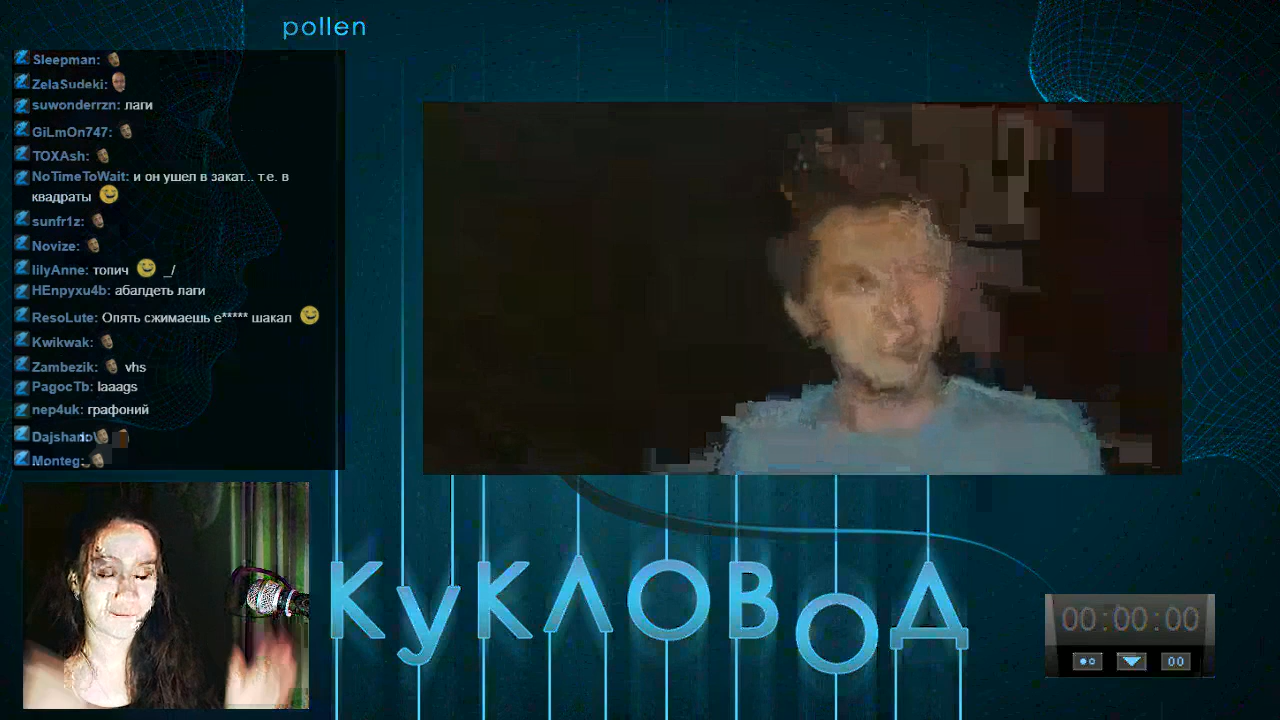 pollen
Sleepman:
ZelaSudeki:
suwonderrzn: лаги
GiLmOn747:
TOXAsh:
NoTimeToWait: и он ушел в закат... т.е. в
квадраты
sunfr1z:
Novize:
lilyAnne: топич _/
HEnpyxu4b: абалдеть лаги
ResoLute: Опять сжимаешь е***** шакал
Kwikwak:
Zambezik: vhs
PagocTb: laaags
nep4uk: графоний
Monteg:
КУКЛОВОД
00:00:00
00